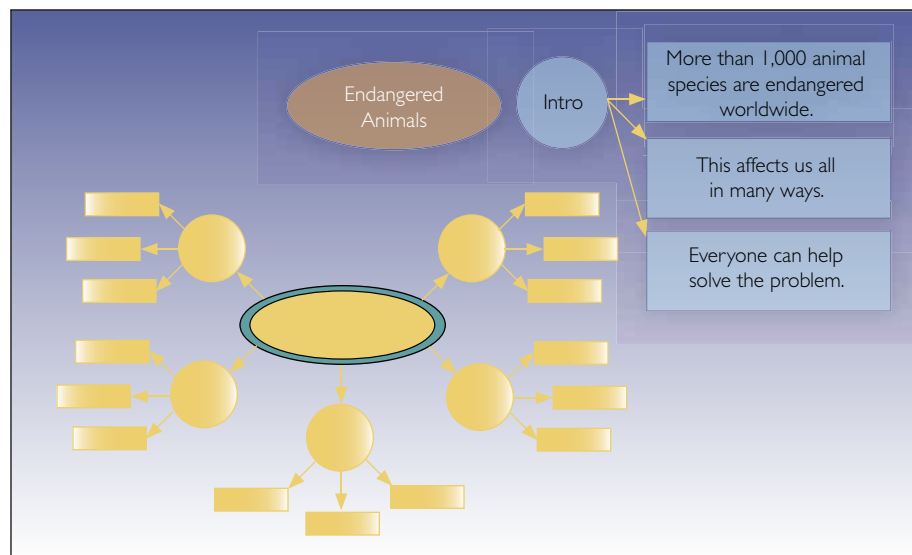 Endangered
Animals
Intro
More than 1,000 animal
species are endangered
worldwide.
This affects us all
in many ways.
Everyone can help
solve the problem.